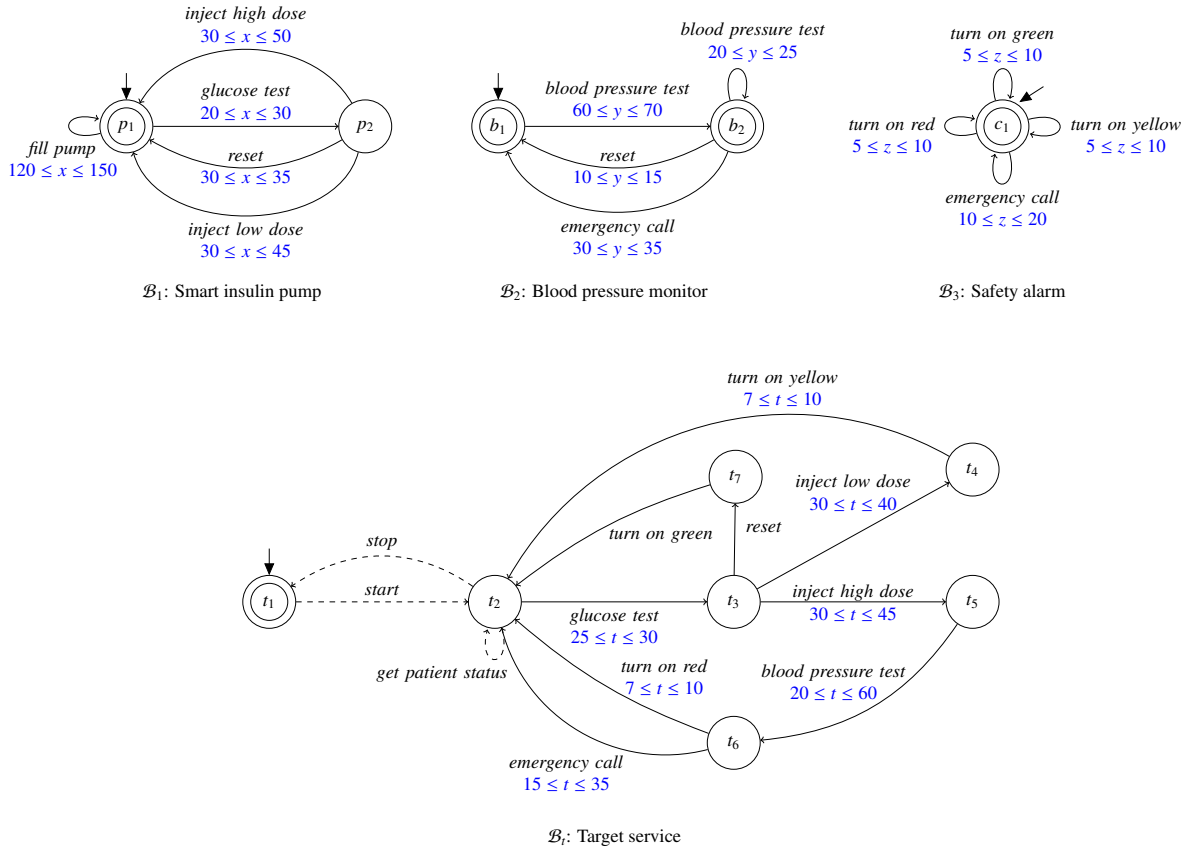 inject high dose
30 ≤ x ≤ 50
glucose test
20 ≤ x ≤ 30
p1
p2
fill pump
120 ≤ x ≤ 150
reset
30 ≤ x ≤ 35
inject low dose
30 ≤ x ≤ 45
ℬ1: Smart insulin pump
blood pressure test
20 ≤ y ≤ 25
blood pressure test
60 ≤ y ≤ 70
b1
b2
reset
10 ≤ y ≤ 15
emergency call
30 ≤ y ≤ 35
ℬ2: Blood pressure monitor
turn on green
5 ≤ z ≤ 10
turn on red
5 ≤ z ≤ 10
c1
turn on yellow
5 ≤ z ≤ 10
emergency call
10 ≤ z ≤ 20
ℬ3: Safety alarm
turn on yellow
7 ≤ t ≤ 10
t7
t4
inject low dose
30 ≤ t ≤ 40
turn on green
reset
stop
start
t1
t2
glucose test
25 ≤ t ≤ 30
t3
inject high dose
30 ≤ t ≤ 45
t5
get patient status
turn on red
7 ≤ t ≤ 10
blood pressure test
20 ≤ t ≤ 60
t6
emergency call
15 ≤ t ≤ 35
ℬt: Target service